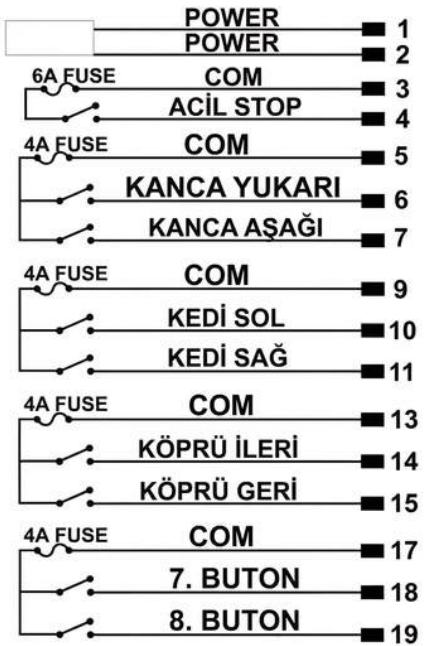 POWER 1
POWER 2
6A FUSE COM 3
ACİL STOP 4
4A FUSE COM 5
KANCA YUKARI 6
KANCA AŞAĞI 7
4A FUSE COM 9
KEDİ SOL 10
KEDİ SAĞ 11
4A FUSE COM 13
KÖPRÜ İLERİ 14
KÖPRÜ GERİ 15
4A FUSE COM 17
7. BUTON 18
8. BUTON 19